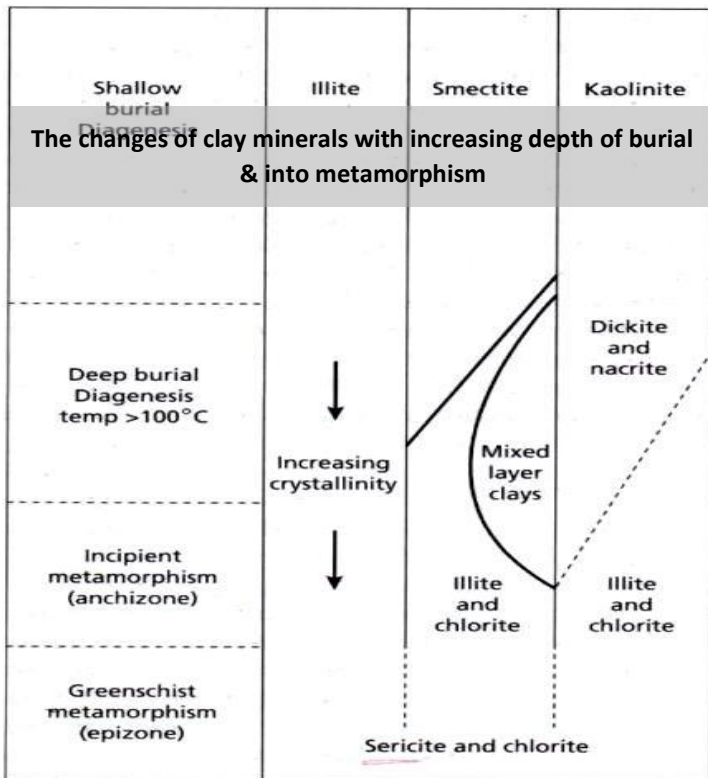 Shallow
burial
Diagenesis
Illite
Smectite
Kaolinite
The changes of clay minerals with increasing depth of burial
& into metamorphism
Deep burial
Diagenesis
temp >100°C
Increasing
crystallinity
Mixed
layer
clays
Dickite
and
nacrite
Incipient
metamorphism
(anchizone)
Illite
and
chlorite
Illite
and
chlorite
Greenschist
metamorphism
(epizone)
Sericite and chlorite